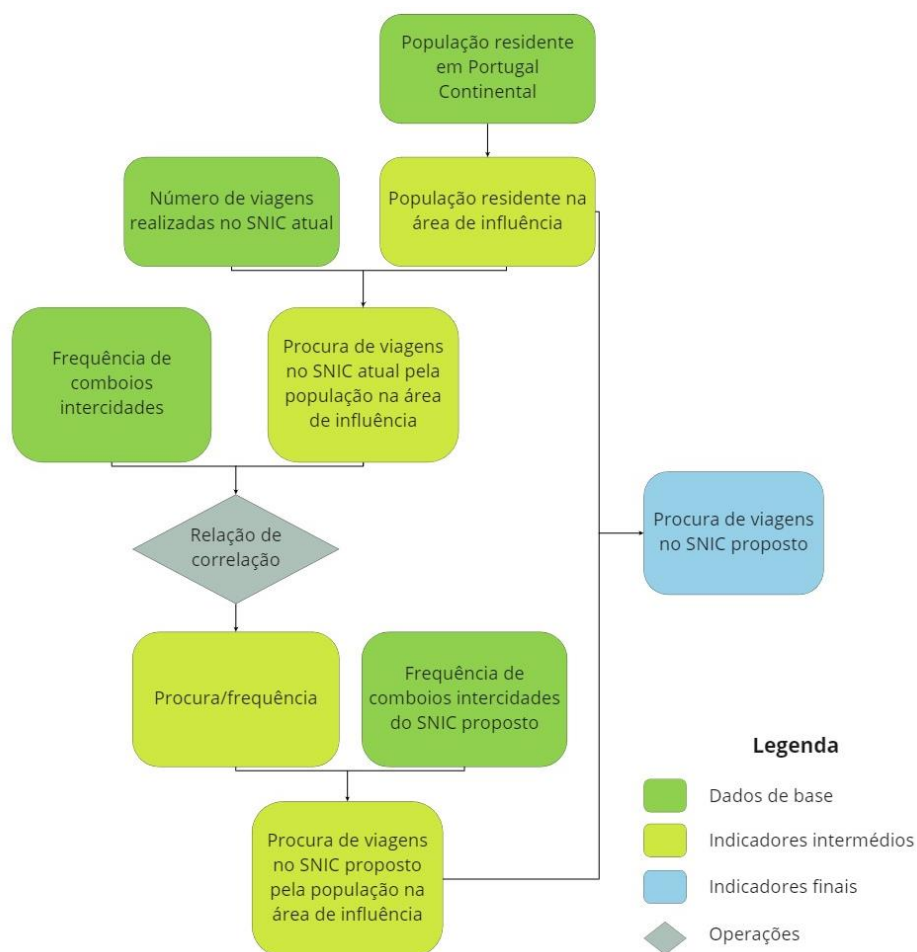 População residente
em Portugal
Continental
Número de viagens
realizadas no SNIC atual
População residente na
área de influência
Frequência de
comboios
intercidades
Procura de viagens
no SNIC atual pela
população na área
de influência
Relação de
correlação
Procura de viagens
no SNIC proposto
Procura/frequência
Frequência de
comboios intercidades
do SNIC proposto
Procura de viagens
no SNIC proposto
pela população na
área de influência
Legenda
Dados de base
Indicadores intermédios
Indicadores finais
Operações